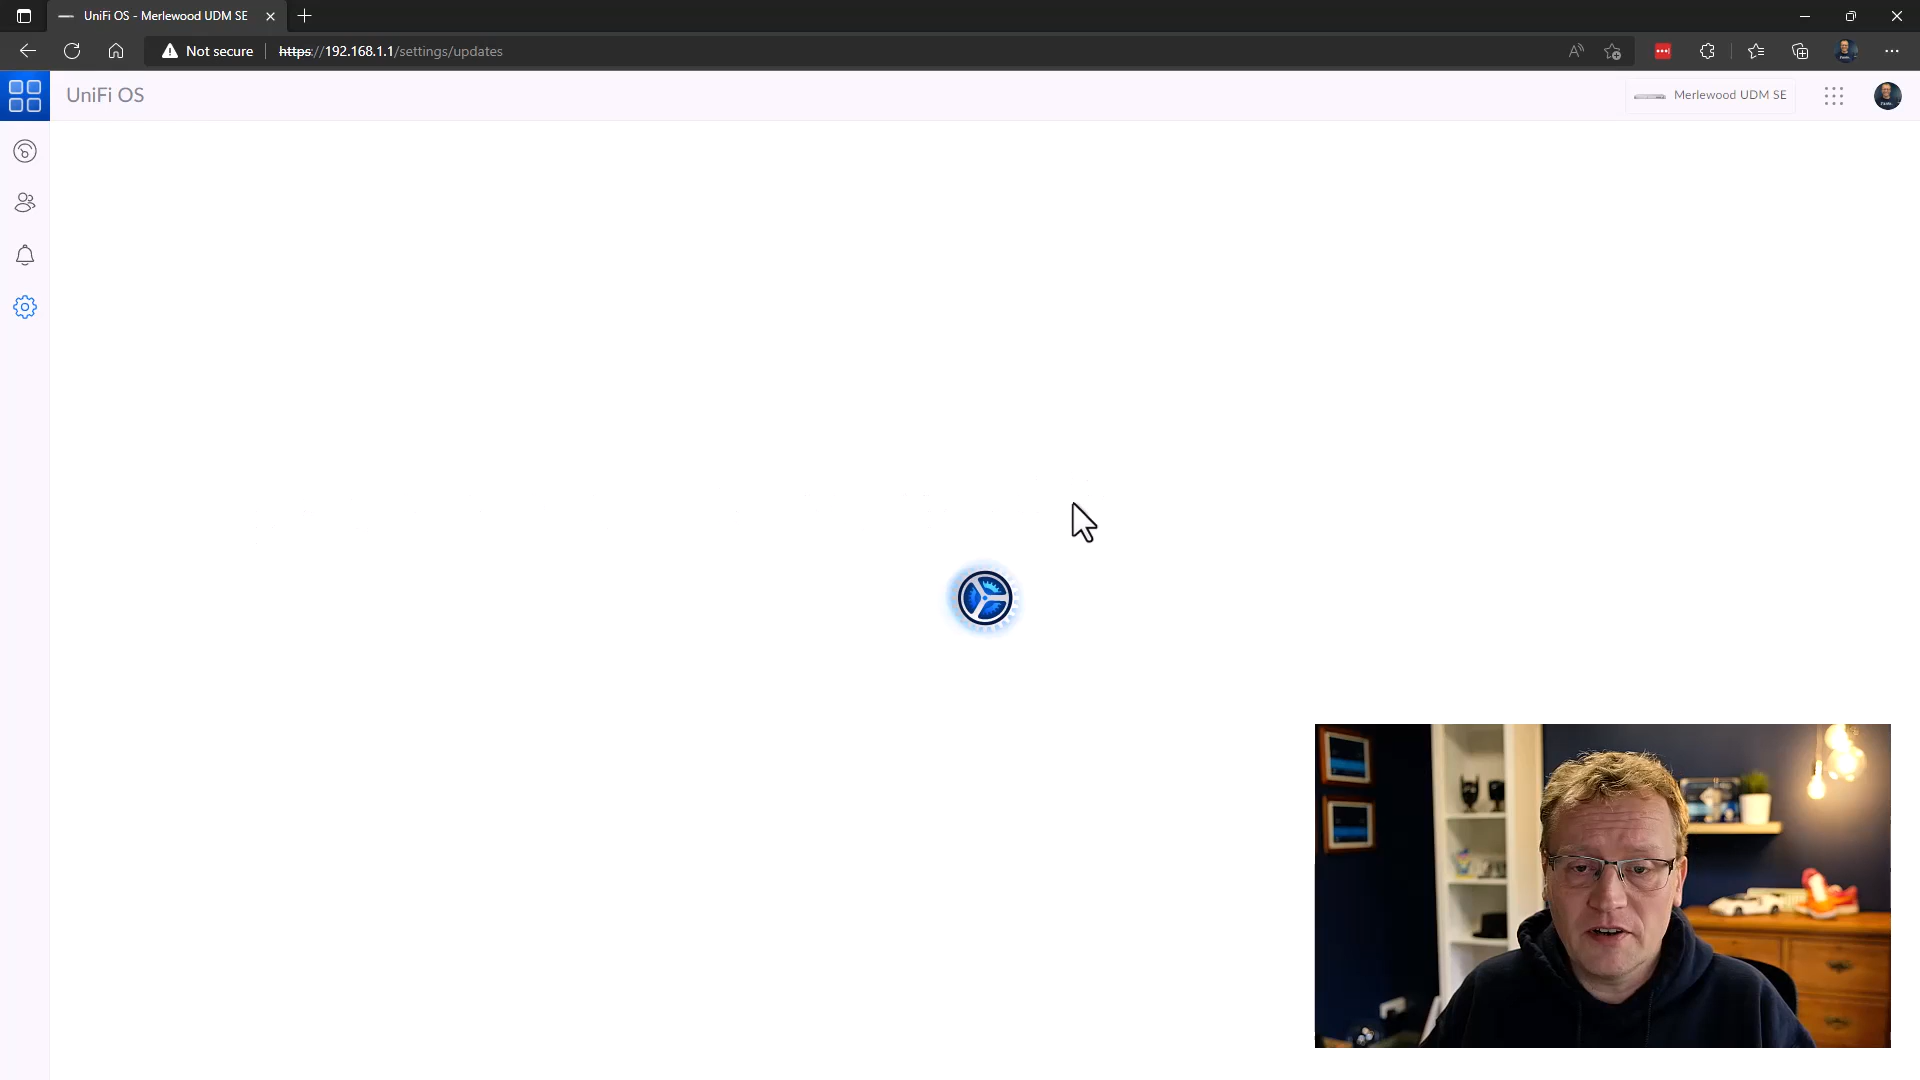 UniFi OS - Merlewood UDM SE
Not secure
https://192.168.1.1/settings/updates
UniFi OS
Merlewood UDM SE